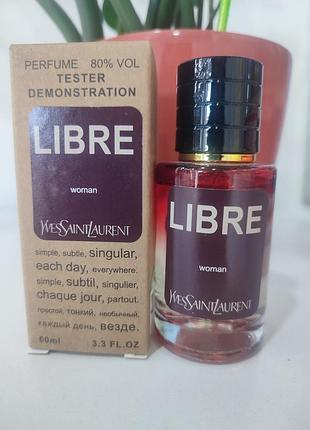 PERFUME 80% VOL
TESTER
DEMONSTRATION
LIBRE
woman
YVESSAINTLAURENT
simple, subtle, singular,
each day, everywhere.
simple, subtil, singulier,
chaque jour, partout.
простой, тонкий, необычный,
каждый день, везде.
60ml 3.3 FL.OZ
LIBRE
woman
YVESSAINTLAURENT